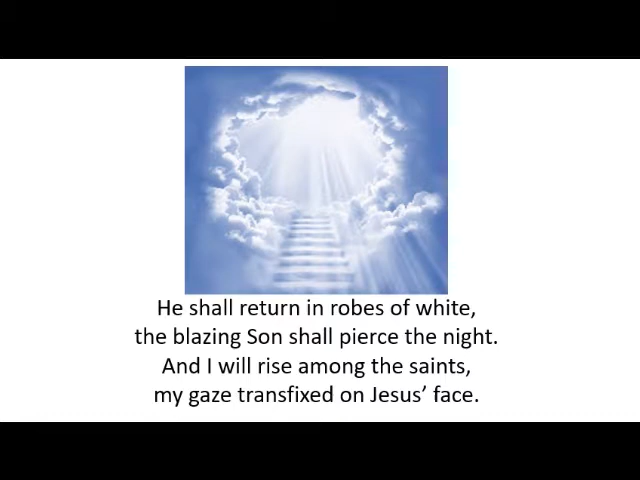 He shall return in robes of white,
the blazing Son shall pierce the night.
And I will rise among the saints,
my gaze transfixed on Jesus’ face.